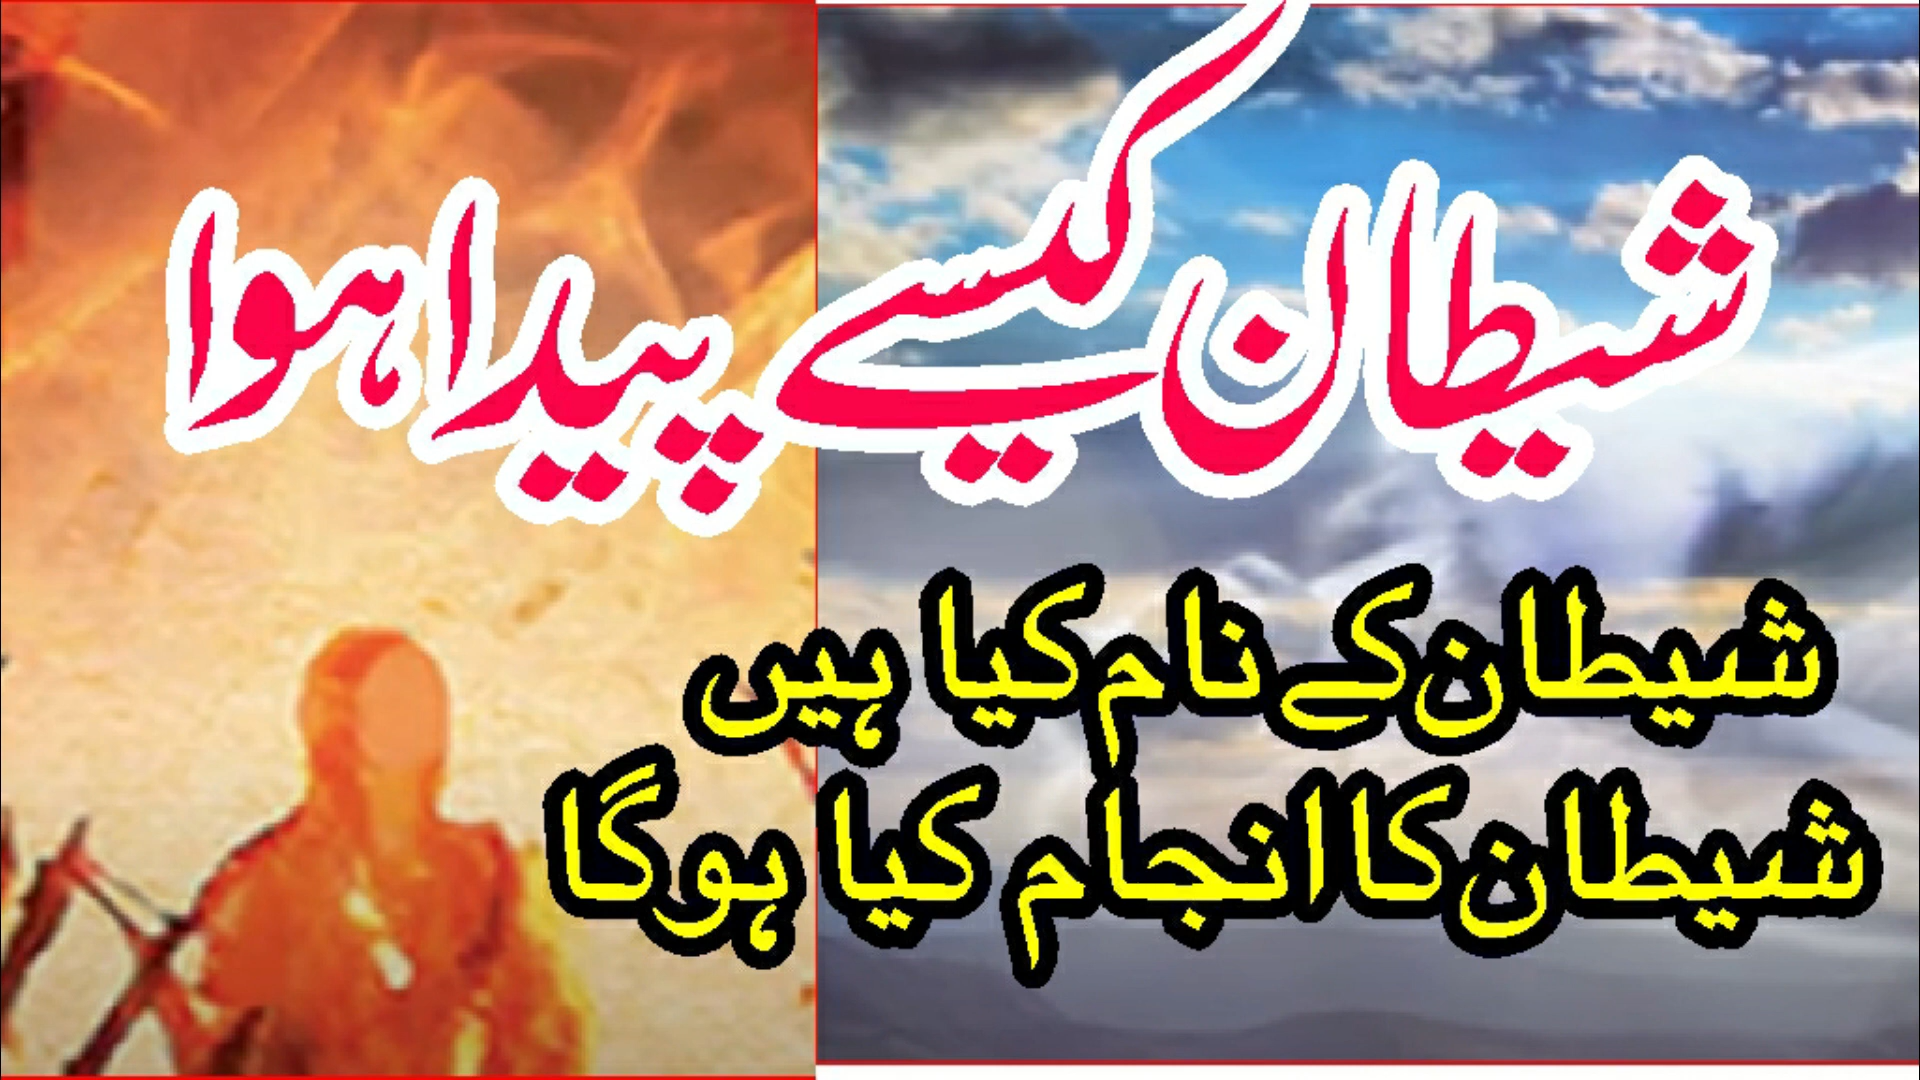 شیطان کیسے پیدا ہوا
شیطان کے نام کیا ہیں
شیطان کا انجام کیا ہوگا